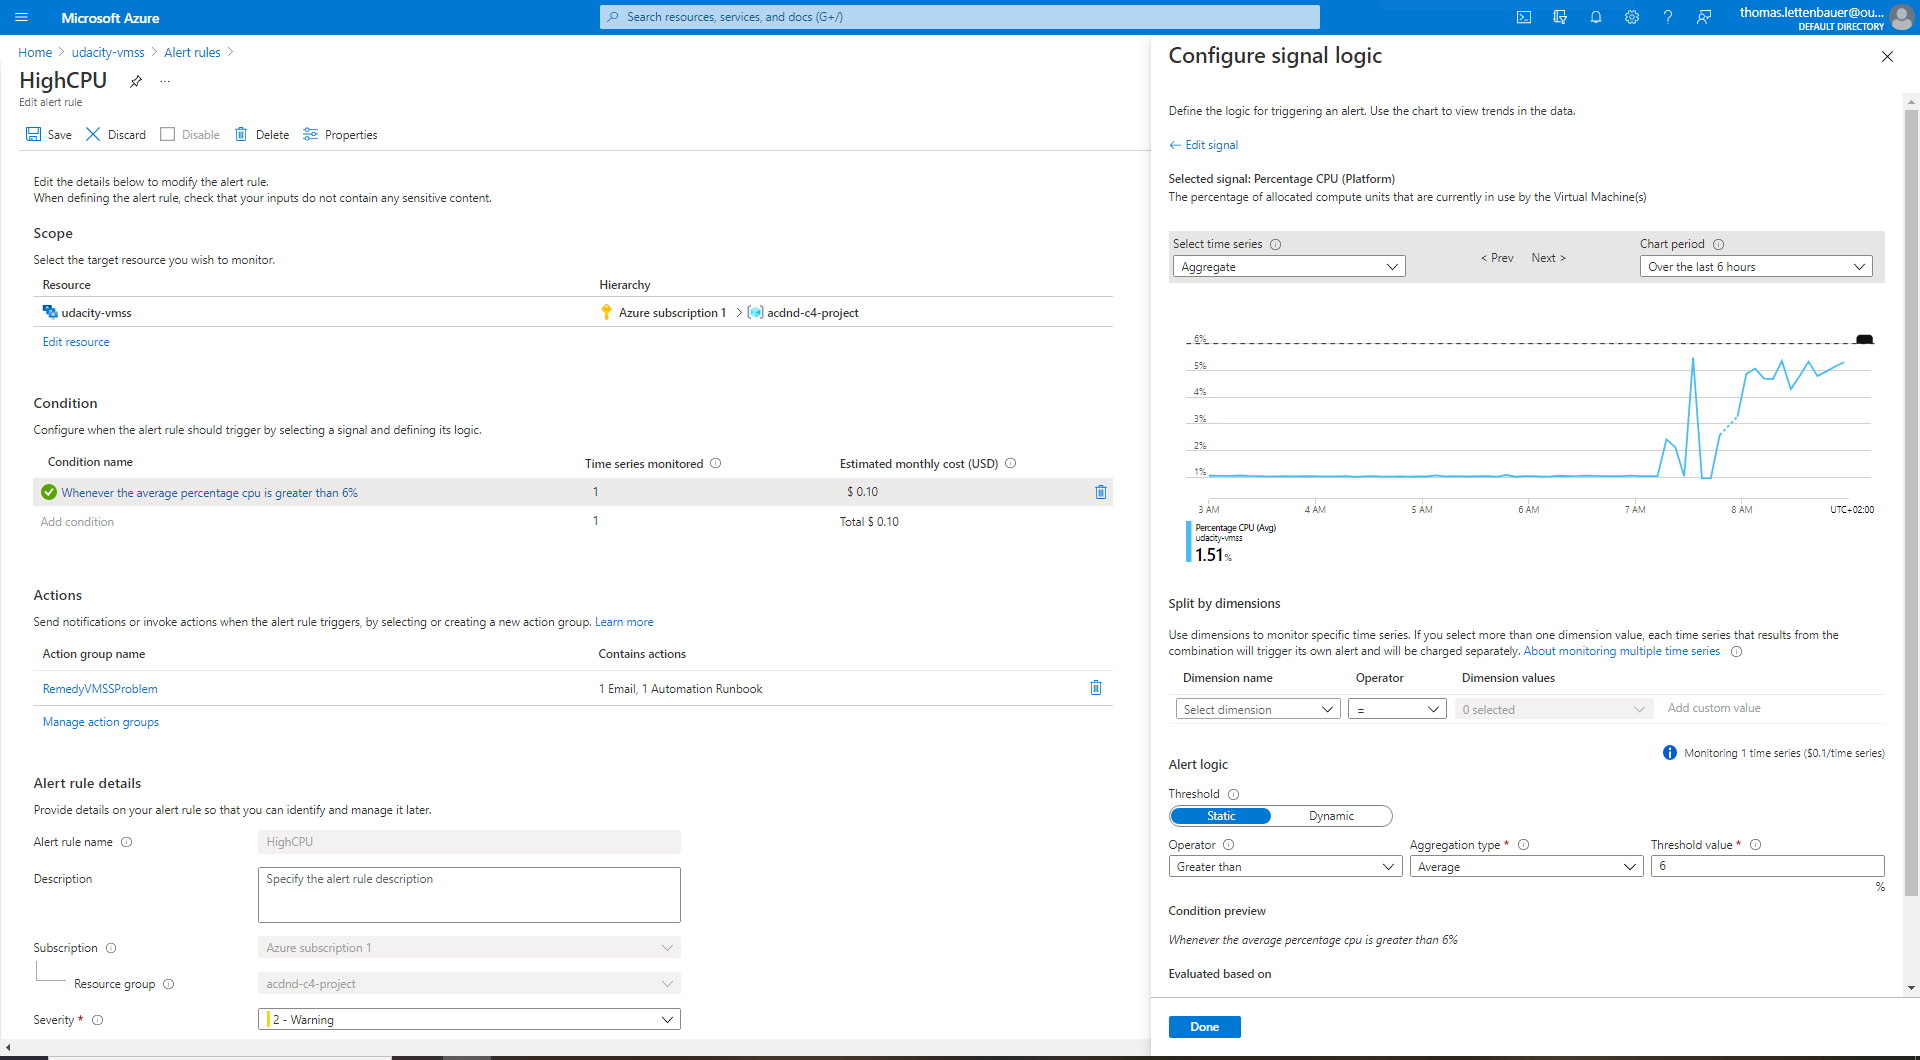 Microsoft Azure
Search resources, services, and docs (G+/)
thomas.lettenbauer@ou...
DEFAULT DIRECTORY
Home > udacity-vmss > Alert rules >
HighCPU
...
Edit alert rule
Save
Discard
Disable
Delete
Properties
Edit the details below to modify the alert rule.
When defining the alert rule, check that your inputs do not contain any sensitive content.
Scope
Select the target resource you wish to monitor.
Resource
Hierarchy
udacity-vmss
Azure subscription 1 > acdnd-c4-project
Edit resource
Condition
Configure when the alert rule should trigger by selecting a signal and defining its logic.
Condition name
Time series monitored
Estimated monthly cost (USD)
Whenever the average percentage cpu is greater than 6%
1
$ 0.10
Add condition
1
Total $ 0.10
Actions
Send notifications or invoke actions when the alert rule triggers, by selecting or creating a new action group. Learn more
Action group name
Contains actions
RemedyVMSSProblem
1 Email, 1 Automation Runbook
Manage action groups
Alert rule details
Provide details on your alert rule so that you can identify and manage it later.
Alert rule name
HighCPU
Description
Specify the alert rule description
Subscription
Azure subscription 1
Resource group
acdnd-c4-project
Severity *
2 - Warning
Configure signal logic
Define the logic for triggering an alert. Use the chart to view trends in the data.
← Edit signal
Selected signal: Percentage CPU (Platform)
The percentage of allocated compute units that are currently in use by the Virtual Machine(s)
Select time series
Aggregate
< Prev
Next >
Chart period
Over the last 6 hours
6%
5%
4%
3%
2%
1%
3 AM
4 AM
5 AM
6 AM
7 AM
8 AM
UTC+02:00
Percentage CPU (Avg)
udacity-vmss
1.51%
Split by dimensions
Use dimensions to monitor specific time series. If you select more than one dimension value, each time series that results from the
combination will trigger its own alert and will be charged separately. About monitoring multiple time series
Dimension name
Operator
Dimension values
Select dimension
=
0 selected
Add custom value
Monitoring 1 time series ($0.1/time series)
Alert logic
Threshold
Static
Dynamic
Operator
Aggregation type *
Threshold value *
Greater than
Average
6
%
Condition preview
Whenever the average percentage cpu is greater than 6%
Evaluated based on
Done